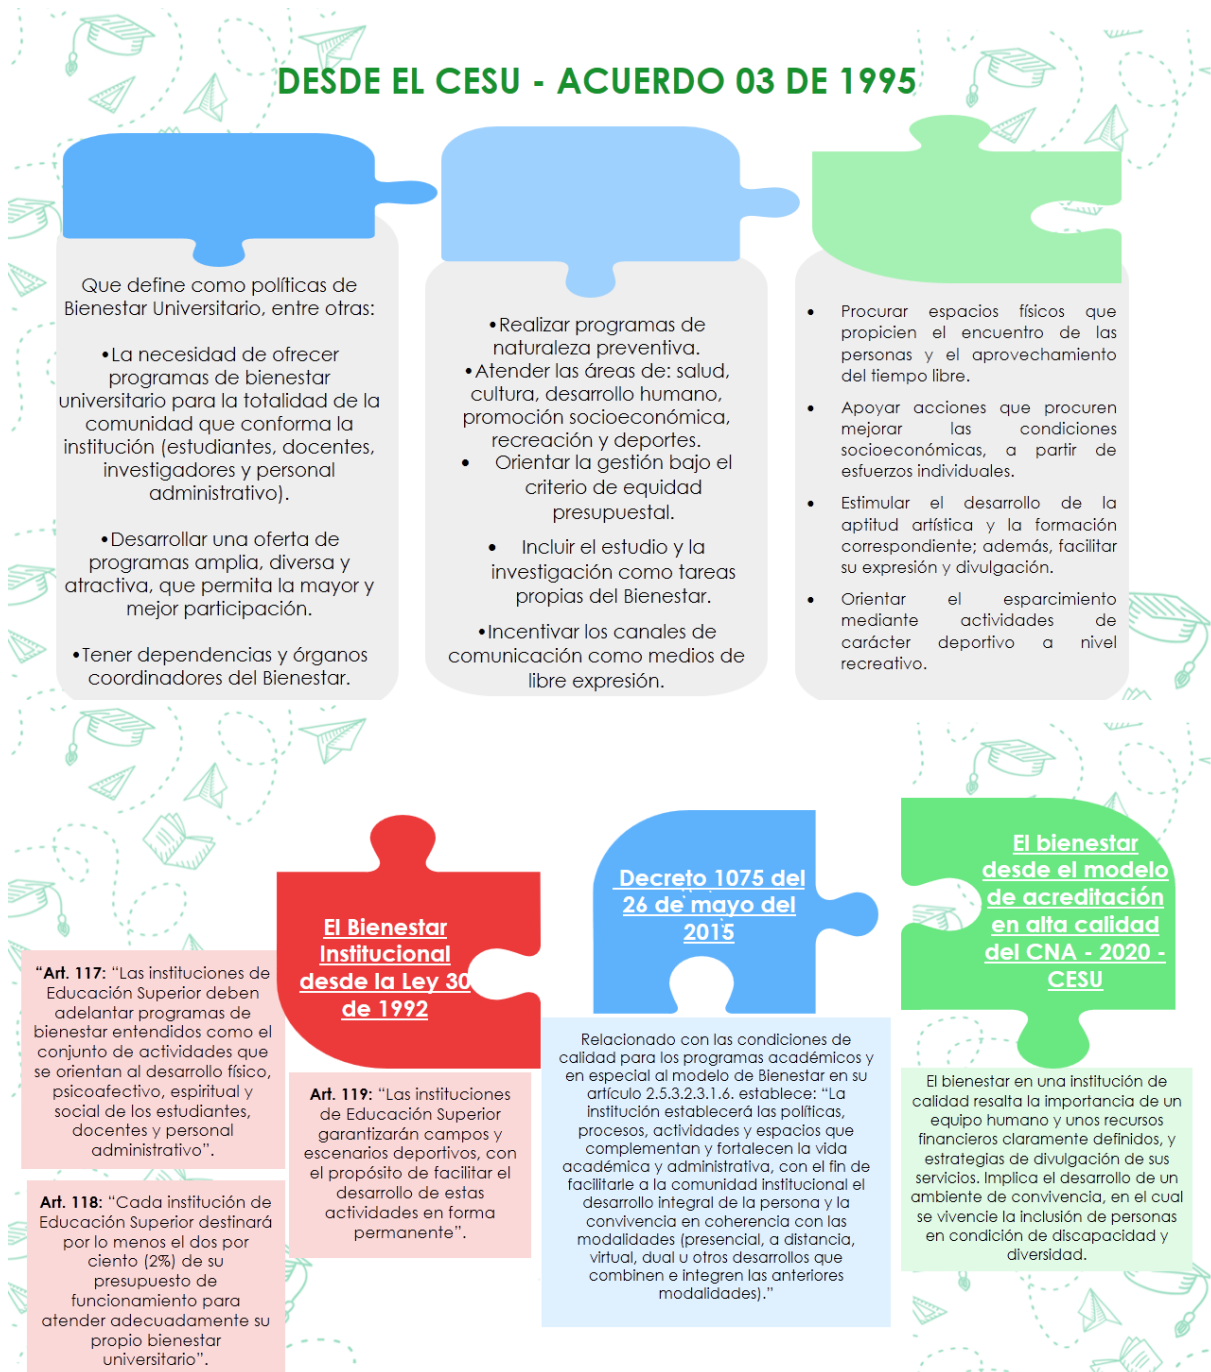 DESDE EL CESU - ACUERDO 03 DE 1995
Que define como políticas de
Bienestar Universitario, entre otras:
•La necesidad de ofrecer
programas de bienestar
universitario para la totalidad de la
comunidad que conforma la
institución (estudiantes, docentes,
investigadores y personal
administrativo).
•Desarrollar una oferta de
programas amplia, diversa y
atractiva, que permita la mayor y
mejor participación.
•Tener dependencias y órganos
coordinadores del Bienestar.
•Realizar programas de
naturaleza preventiva.
•Atender las áreas de: salud,
cultura, desarrollo humano,
promoción socioeconómica,
recreación y deportes.
• Orientar la gestión bajo el
criterio de equidad
presupuestal.
• Incluir el estudio y la
investigación como tareas
propias del Bienestar.
•Incentivar los canales de
comunicación como medios de
libre expresión.
• Procurar espacios físicos que
propicien el encuentro de las
personas y el aprovechamiento
del tiempo libre.
• Apoyar acciones que procuren
mejorar las condiciones
socioeconómicas, a partir de
esfuerzos individuales.
• Estimular el desarrollo de la
aptitud artística y la formación
correspondiente; además, facilitar
su expresión y divulgación.
• Orientar el esparcimiento
mediante actividades de
carácter deportivo a nivel
recreativo.
El Bienestar
Institucional
desde la Ley 30
de 1992
“Art. 117: “Las instituciones de
Educación Superior deben
adelantar programas de
bienestar entendidos como el
conjunto de actividades que
se orientan al desarrollo físico,
psicoafectivo, espiritual y
social de los estudiantes,
docentes y personal
administrativo”.
Art. 118: “Cada institución de
Educación Superior destinará
por lo menos el dos por
ciento (2%) de su
presupuesto de
funcionamiento para
atender adecuadamente su
propio bienestar
universitario”.
Art. 119: “Las instituciones
de Educación Superior
garantizarán campos y
escenarios deportivos, con
el propósito de facilitar el
desarrollo de estas
actividades en forma
permanente”.
Decreto 1075 del
26 de mayo del
2015
Relacionado con las condiciones de
calidad para los programas académicos y
en especial al modelo de Bienestar en su
artículo 2.5.3.2.3.1.6. establece: “La
institución establecerá las políticas,
procesos, actividades y espacios que
complementan y fortalecen la vida
académica y administrativa, con el fin de
facilitarle a la comunidad institucional el
desarrollo integral de la persona y la
convivencia en coherencia con las
modalidades (presencial, a distancia,
virtual, dual u otros desarrollos que
combinen e integren las anteriores
modalidades).”
El bienestar
desde el modelo
de acreditación
en alta calidad
del CNA - 2020 -
CESU
El bienestar en una institución de
calidad resalta la importancia de un
equipo humano y unos recursos
financieros claramente definidos, y
estrategias de divulgación de sus
servicios. Implica el desarrollo de un
ambiente de convivencia, en el cual
se vivencie la inclusión de personas
en condición de discapacidad y
diversidad.